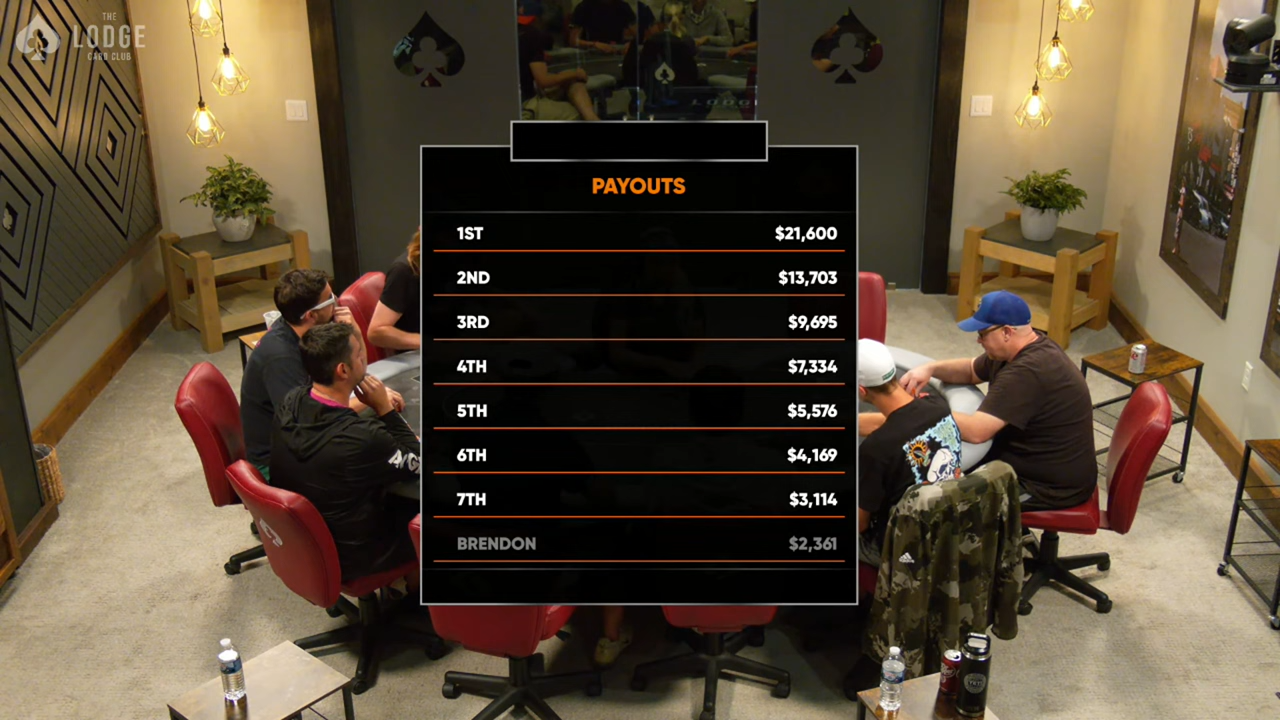 THE
LODGE
CARD CLUB
LODGE
PAYOUTS
1ST $21,600
2ND $13,703
3RD $9,695
4TH $7,334
5TH $5,576
6TH $4,169
7TH $3,114
BRENDON $2,361